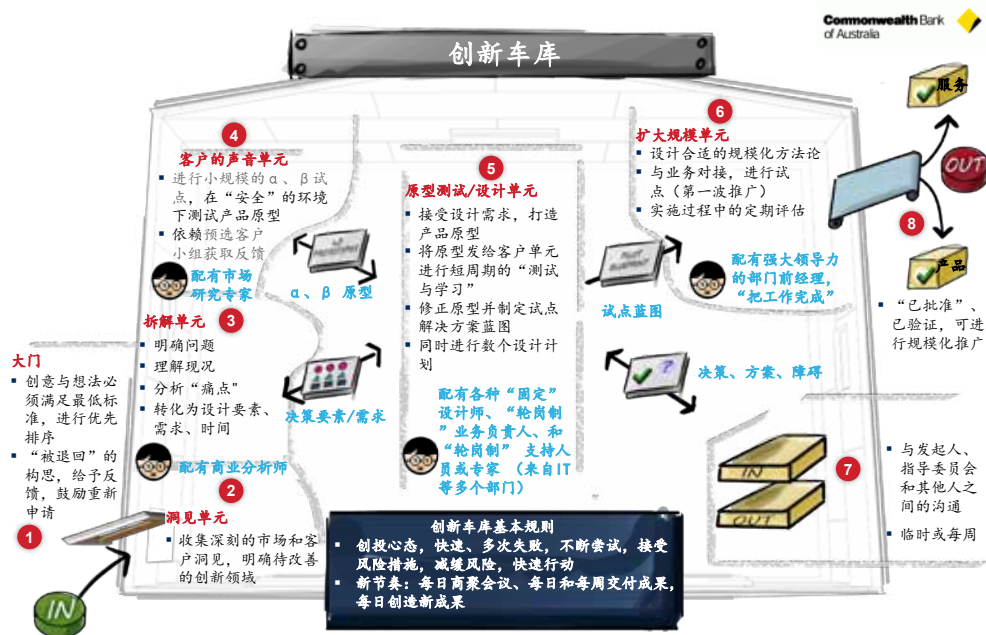 Commonwealth Bank
of Australia
创新车库
大门
▪ 创意与想法必
须满足最低标
准，进行优先
排序
▪ “被退回”的
构思，给予反
馈，鼓励重新
申请
1
IN
2
洞见单元
▪ 收集深刻的市场和客
户洞见，明确待改善
的创新领域
拆解单元
3
▪ 明确问题
▪ 理解现况
▪ 分析“痛点”
▪ 转化为设计要素、
需求、时间
配有商业分析师
决策要素/需求
4
客户的声音单元
▪ 进行小规模的α、β试
点，在“安全”的环境
下测试产品原型
▪ 依赖预选客户
小组获取反馈
配有市场
研究专家
α、β 原型
5
原型测试/设计单元
▪ 接受设计需求，打造
产品原型
▪ 将原型发给客户单元
进行短周期的“测试
与学习”
▪ 修正原型并制定试点
解决方案蓝图
▪ 同时进行数个设计计
划
配有各种“固定”
设计师、“轮岗制
”业务负责人、和
“轮岗制” 支持人
员或专家 （来自IT
等多个部门）
6
扩大规模单元
▪ 设计合适的规模化方法论
▪ 与业务对接，进行试
点（第一波推广）
▪ 实施过程中的定期评估
配有强大领导力
的部门前经理，
“把工作完成”
试点蓝图
决策、方案、障碍
?
7
IN
OUT
▪ 与发起人、
指导委员会
和其他人之
间的沟通
▪ 临时或每周
服务
OUT
8
产品
▪ “已批准”、
已验证，可进
行规模化推广
创新车库基本规则
▪ 创投心态，快速、多次失败，不断尝试，接受
风险措施，减缓风险，快速行动
▪ 新节奏：每日商聚会议、每日和每周交付成果，
每日创造新成果